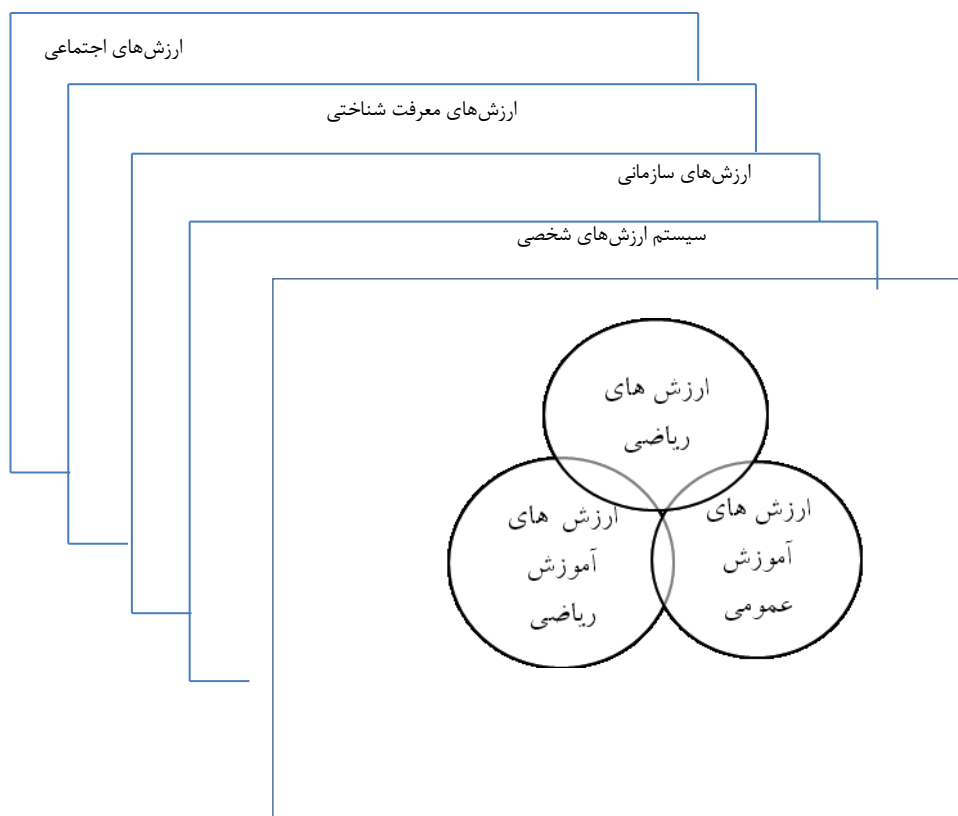 ارزش‌های اجتماعی
ارزش‌های معرفت شناختی
ارزش‌های سازمانی
سیستم ارزش‌های شخصی
ارزش های
ریاضی
ارزش های
آموزش
عمومی
ارزش های
آموزش
ریاضی